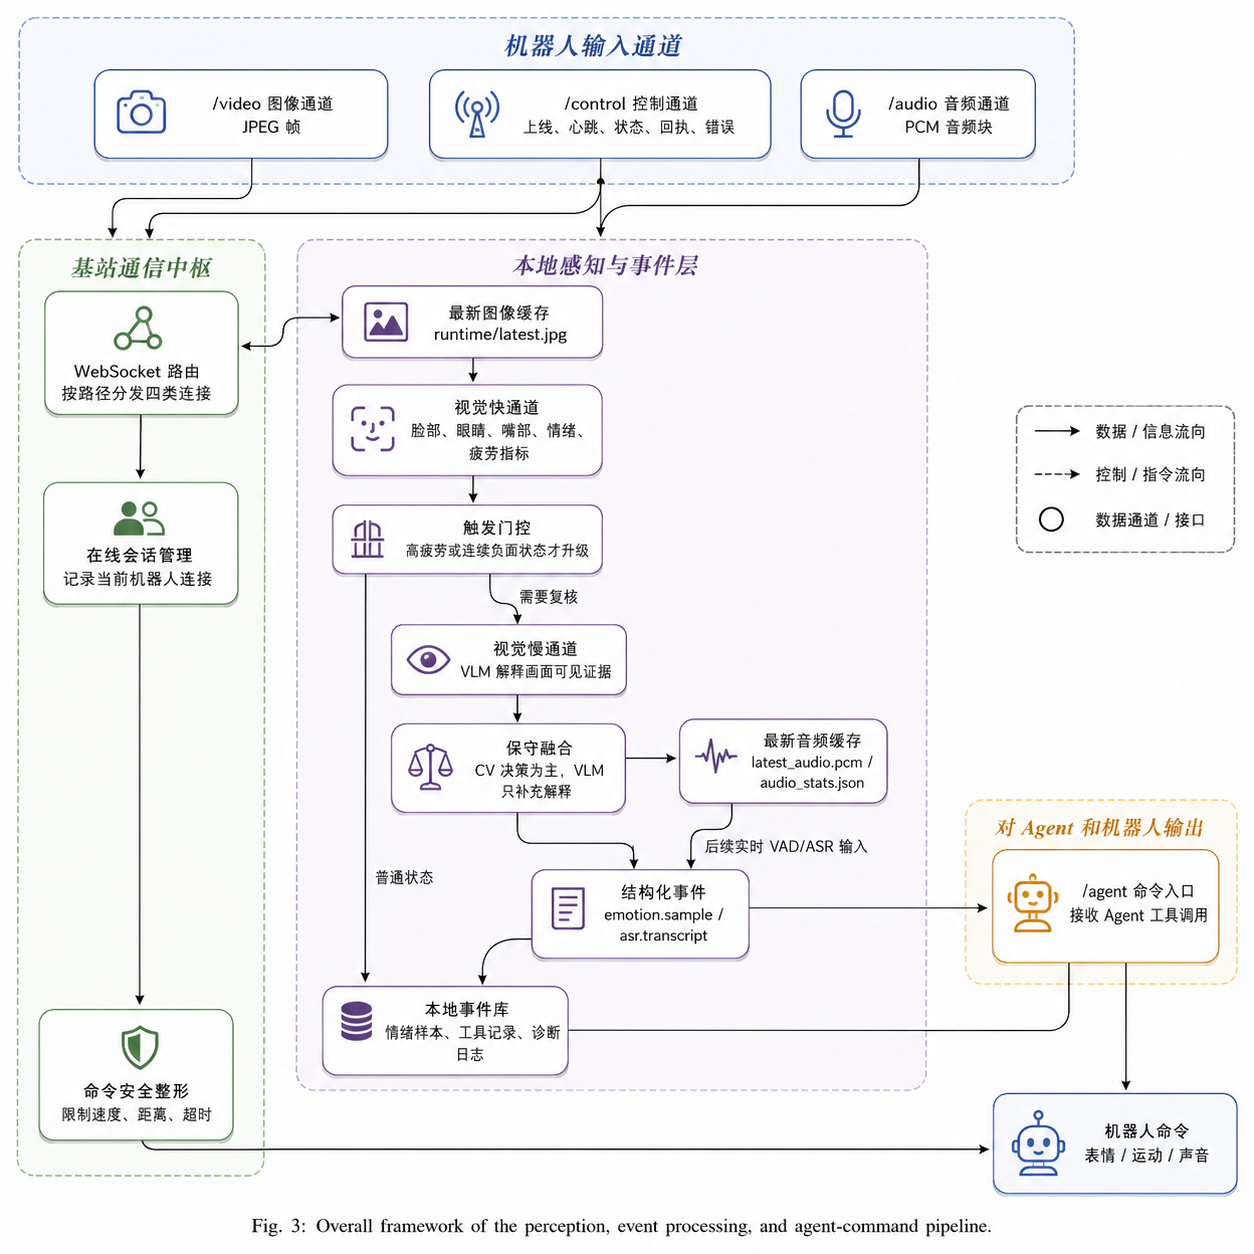 机器人输入通道
/video 图像通道
JPEG 帧
/control 控制通道
上线、心跳、状态、回执、错误
/audio 音频通道
PCM 音频块
基站通信中枢
WebSocket 路由
按路径分发四类连接
在线会话管理
记录当前机器人连接
命令安全整形
限制速度、距离、超时
本地感知与事件层
最新图像缓存
runtime/latest.jpg
视觉快通道
脸部、眼睛、嘴部、情绪、
疲劳指标
触发门控
高疲劳或连续负面状态才升级
需要复核
视觉慢通道
VLM 解释画面可见证据
保守融合
CV 决策为主，VLM
只补充解释
最新音频缓存
latest_audio.pcm /
audio_stats.json
后续实时 VAD/ASR 输入
普通状态
结构化事件
emotion.sample /
asr.transcript
本地事件库
情绪样本、工具记录、诊断
日志
数据 / 信息流向
控制 / 指令流向
数据通道 / 接口
对 Agent 和机器人输出
/agent 命令入口
接收 Agent 工具调用
机器人命令
表情 / 运动 / 声音
Fig. 3: Overall framework of the perception, event processing, and agent-command pipeline.